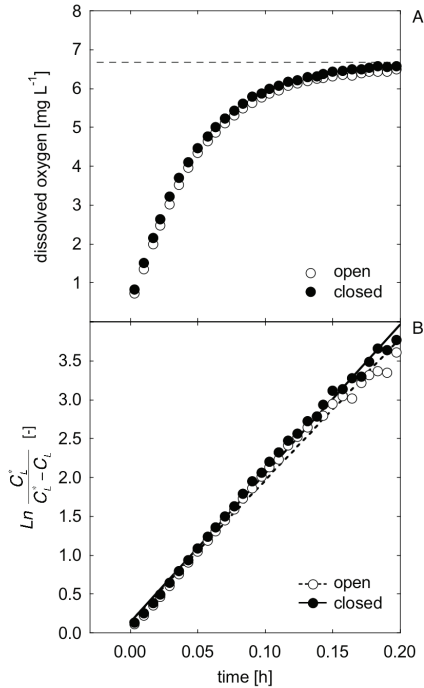 A
8
7
6
5
4
3
2
1
dissolved oxygen [mg L⁻¹]
open
closed
B
3.5
3.0
2.5
2.0
1.5
1.0
0.5
0.0
Ln C*L / C*L – CL [-]
open
closed
0.00 0.05 0.10 0.15 0.20
time [h]